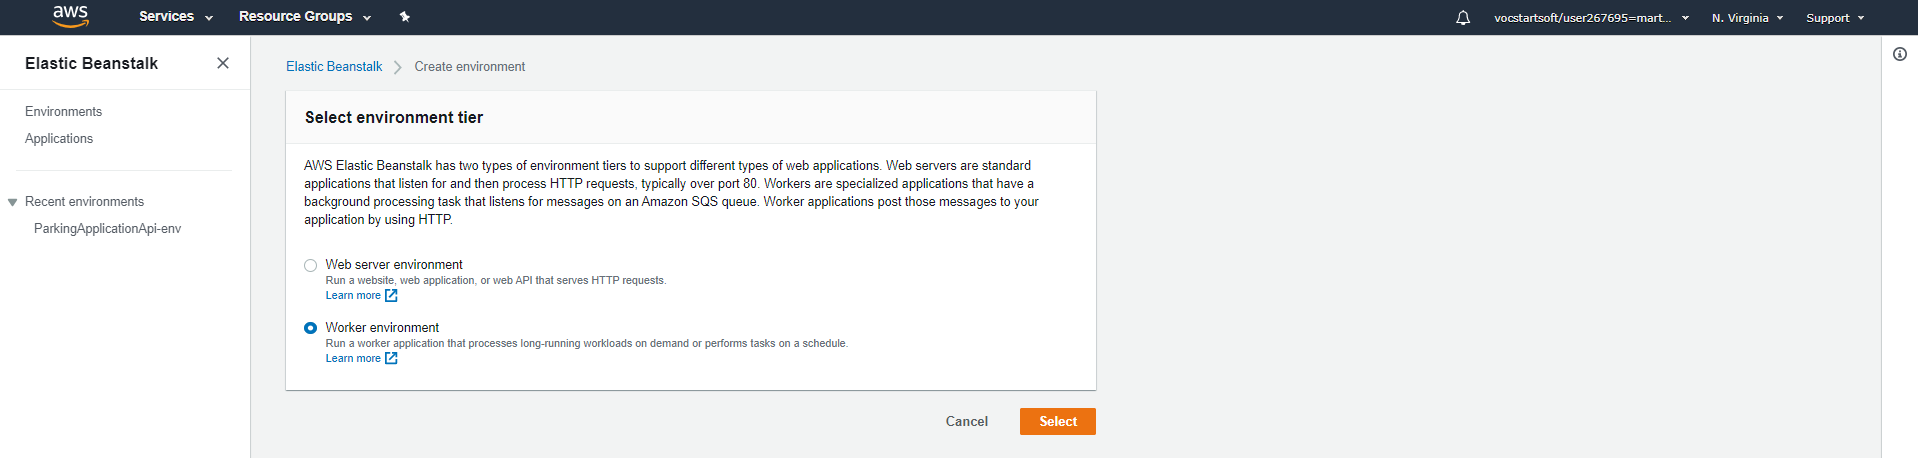 aws
Services
Resource Groups
vocstartsoft/user267695=mart...
N. Virginia
Support
Elastic Beanstalk
Environments
Applications
Recent environments
ParkingApplicationApi-env
Elastic Beanstalk
Create environment
Select environment tier
AWS Elastic Beanstalk has two types of environment tiers to support different types of web applications. Web servers are standard
applications that listen for and then process HTTP requests, typically over port 80. Workers are specialized applications that have a
background processing task that listens for messages on an Amazon SQS queue. Worker applications post those messages to your
application by using HTTP.
Web server environment
Run a website, web application, or web API that serves HTTP requests.
Learn more
Worker environment
Run a worker application that processes long-running workloads on demand or performs tasks on a schedule.
Learn more
Cancel
Select